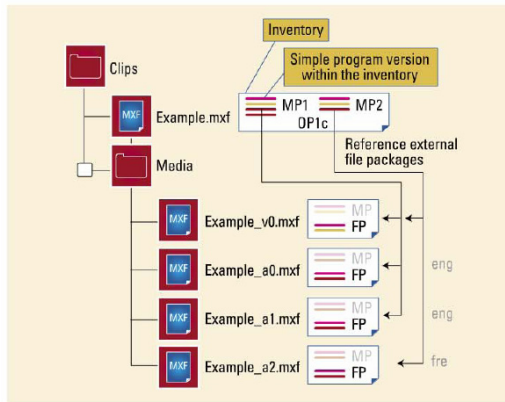 Inventory
Simple program version
within the inventory
Clips
MXF
Example.mxf
MP1
MP2
OP1c
Reference external
file packages
Media
MXF
Example_v0.mxf
MP
FP
MXF
Example_a0.mxf
MP
FP
eng
MXF
Example_a1.mxf
MP
FP
eng
MXF
Example_a2.mxf
MP
FP
fre